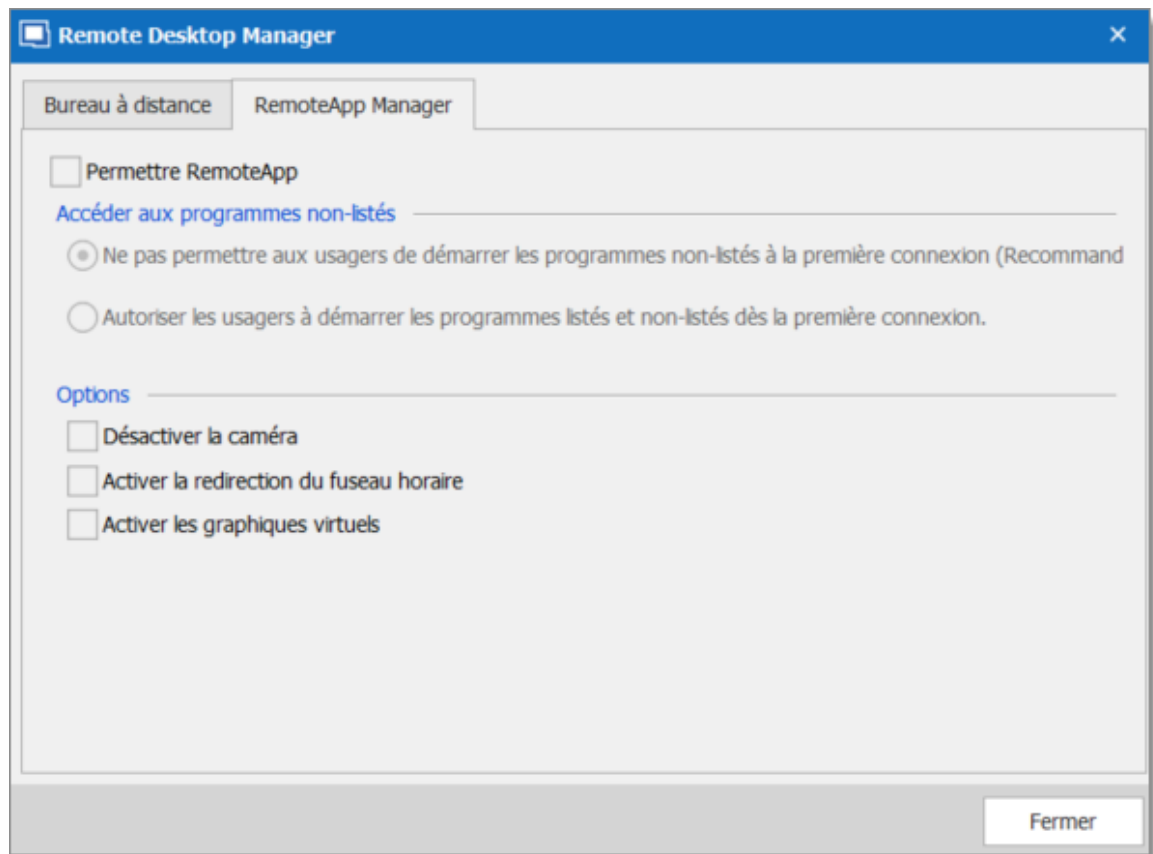 Remote Desktop Manager
Bureau à distance
RemoteApp Manager
Permettre RemoteApp
Accéder aux programmes non-listés
Ne pas permettre aux usagers de démarrer les programmes non-listés à la première connexion (Recommand
Autoriser les usagers à démarrer les programmes listés et non-listés dès la première connexion.
Options
Désactiver la caméra
Activer la redirection du fuseau horaire
Activer les graphiques virtuels
Fermer